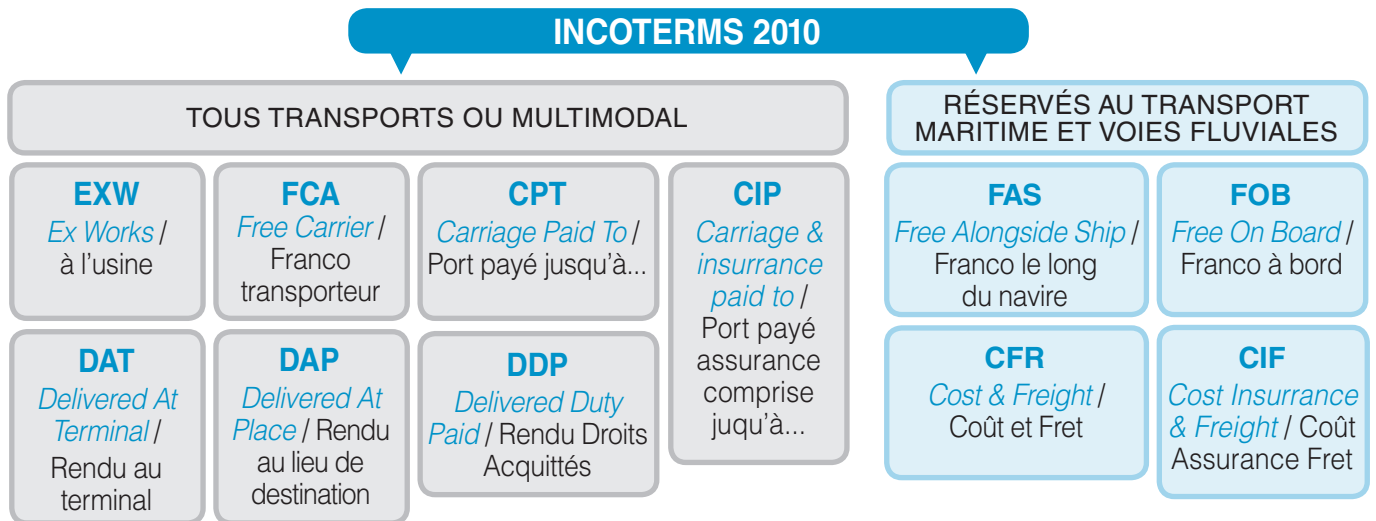 INCOTERMS 2010
TOUS TRANSPORTS OU MULTIMODAL
EXW
Ex Works /
à l’usine
FCA
Free Carrier /
Franco
transporteur
CPT
Carriage Paid To /
Port payé jusqu’à...
CIP
Carriage &
insurrance
paid to /
Port payé
assurance
comprise
juqu’à...
DAT
Delivered At
Terminal /
Rendu au
terminal
DAP
Delivered At
Place / Rendu
au lieu de
destination
DDP
Delivered Duty
Paid / Rendu Droits
Acquittés
RÉSERVÉS AU TRANSPORT
MARITIME ET VOIES FLUVIALES
FAS
Free Alongside Ship /
Franco le long
du navire
FOB
Free On Board /
Franco à bord
CFR
Cost & Freight /
Coût et Fret
CIF
Cost Insurrance
& Freight / Coût
Assurance Fret